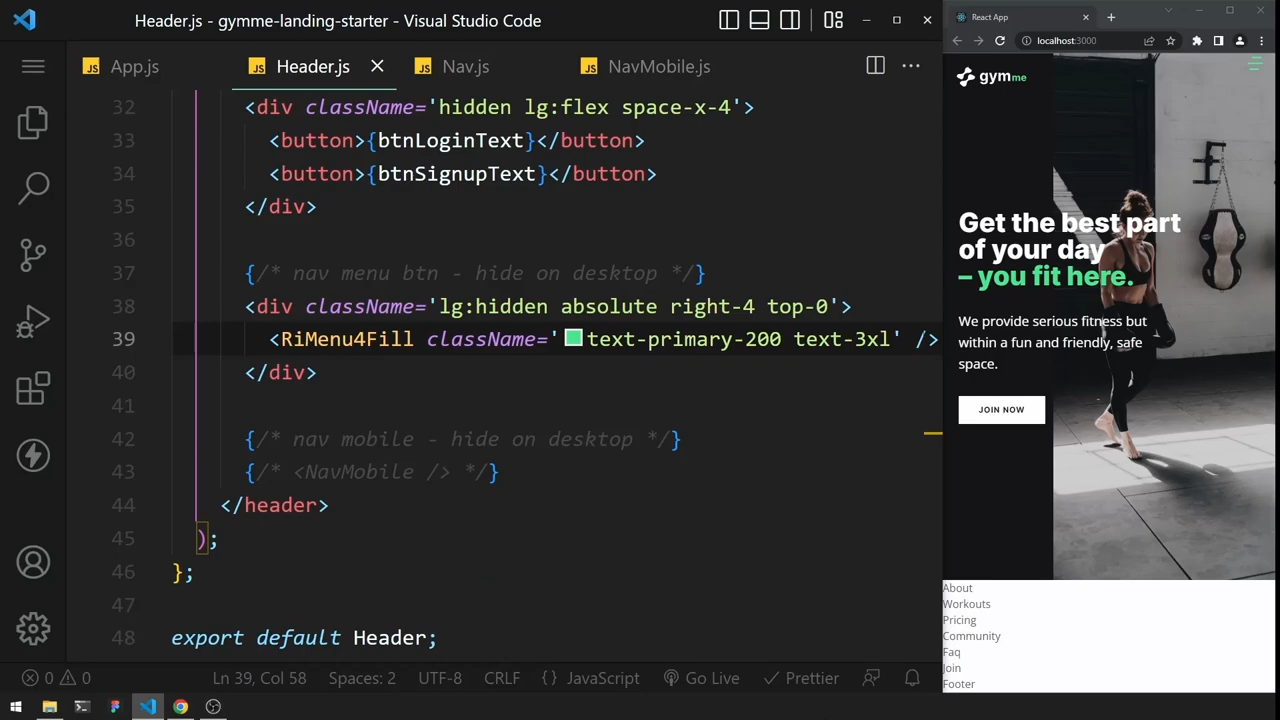 Header.js - gymme-landing-starter - Visual Studio Code
JS App.js
JS Header.js
JS Nav.js
JS NavMobile.js
32 <div className='hidden lg:flex space-x-4'>
33 <button>{btnLoginText}</button>
34 <button>{btnSignupText}</button>
35 </div>
36
37 {/* nav menu btn - hide on desktop */}
38 <div className='lg:hidden absolute right-4 top-0'>
39 <RiMenu4Fill className='text-primary-200 text-3xl' />
40 </div>
41
42 {/* nav mobile - hide on desktop */}
43 {/* <NavMobile /> */}
44 </header>
45 );
46 };
47
48 export default Header;
0 0
Ln 39, Col 58
Spaces: 2
UTF-8
CRLF
{} JavaScript
Go Live
Prettier
React App
localhost:3000
gymme
Get the best part
of your day
– you fit here.
We provide serious fitness but
within a fun and friendly, safe
space.
JOIN NOW
About
Workouts
Pricing
Community
Faq
Join
Footer